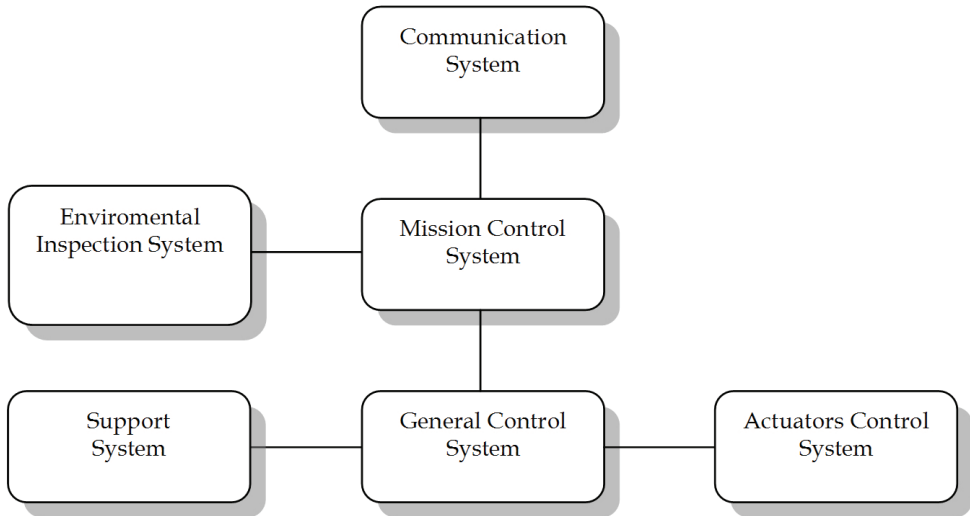 Communication
System
Enviromental
Inspection System
Mission Control
System
Support
System
General Control
System
Actuators Control
System